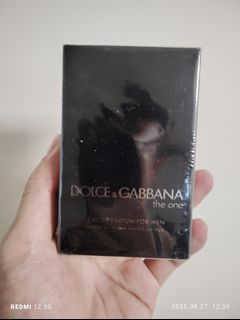 DOLCE & GABBANA
the one
EAU DE PARFUM FOR MEN
REDMI 12 5G
2025.08.27 12:30